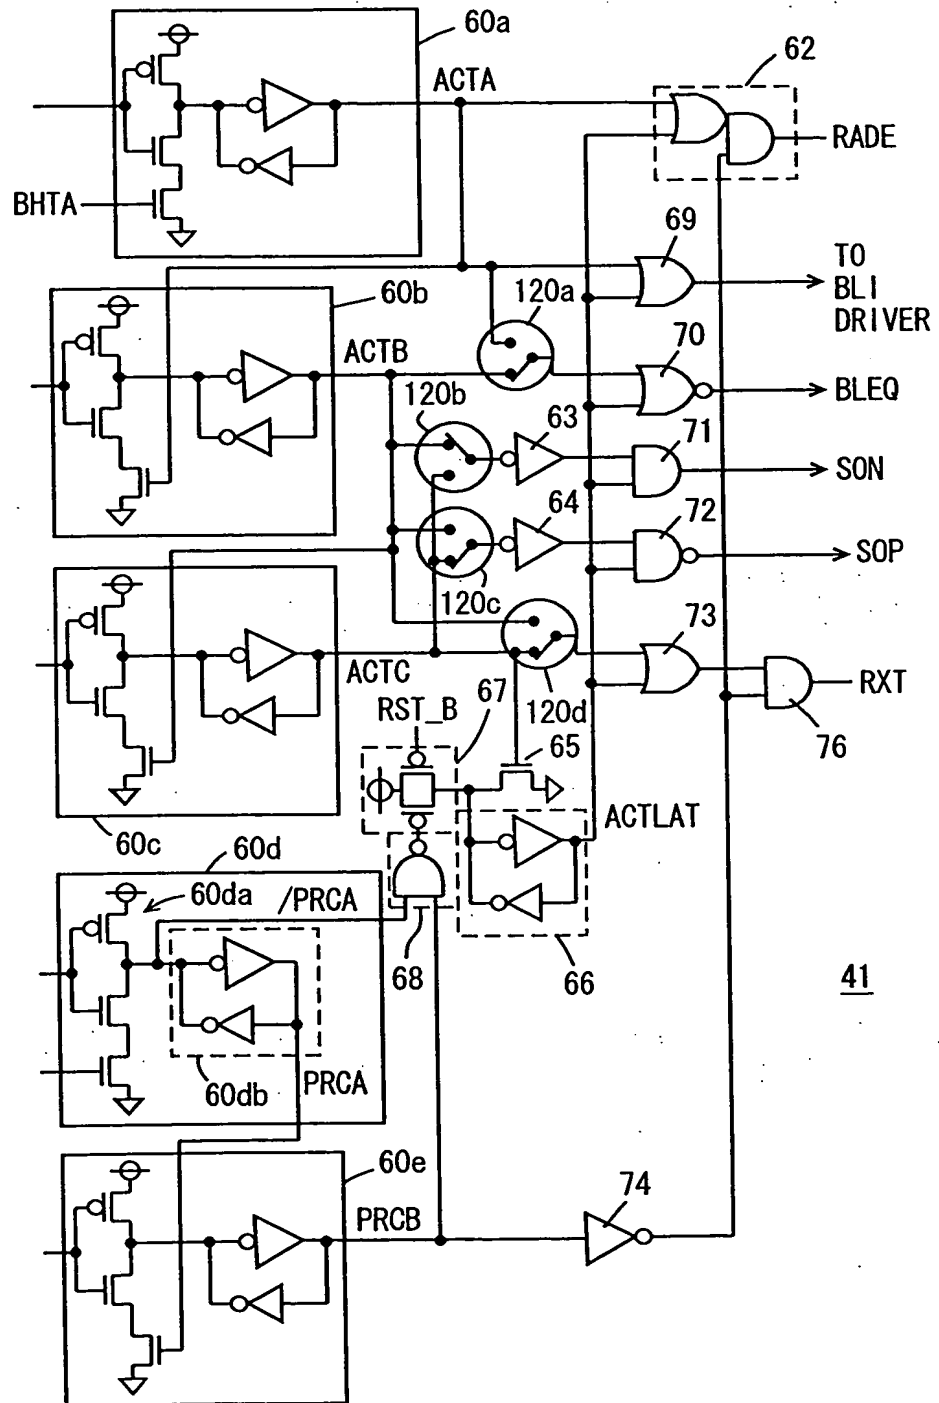 60a
62
ACTA
RADE
BHTA
69
TO
BLI
DRIVER
60b
120a
ACTB
70
BLEQ
120b
63
71
SON
64
72
SOP
120c
73
ACTC
RXT
67
120d
RST_B
65
76
ACTLAT
60c
60d
60da
/PRCA
68
66
41
60db
PRCA
60e
74
PRCB